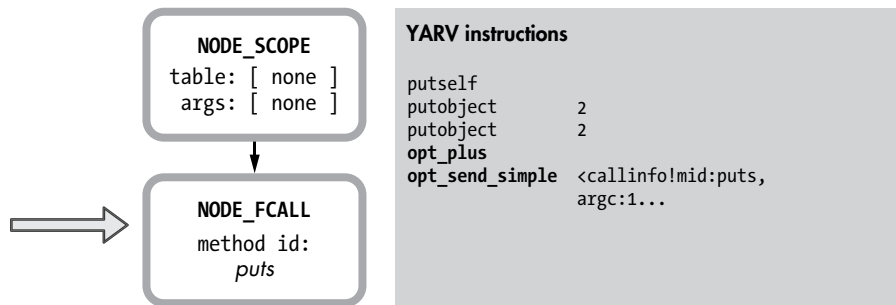 NODE_SCOPE
table: [ none ]
args: [ none ]
NODE_FCALL
method id:
puts
YARV instructions
putself
putobject 2
putobject 2
opt_plus
opt_send_simple <callinfo!mid:puts,
argc:1...